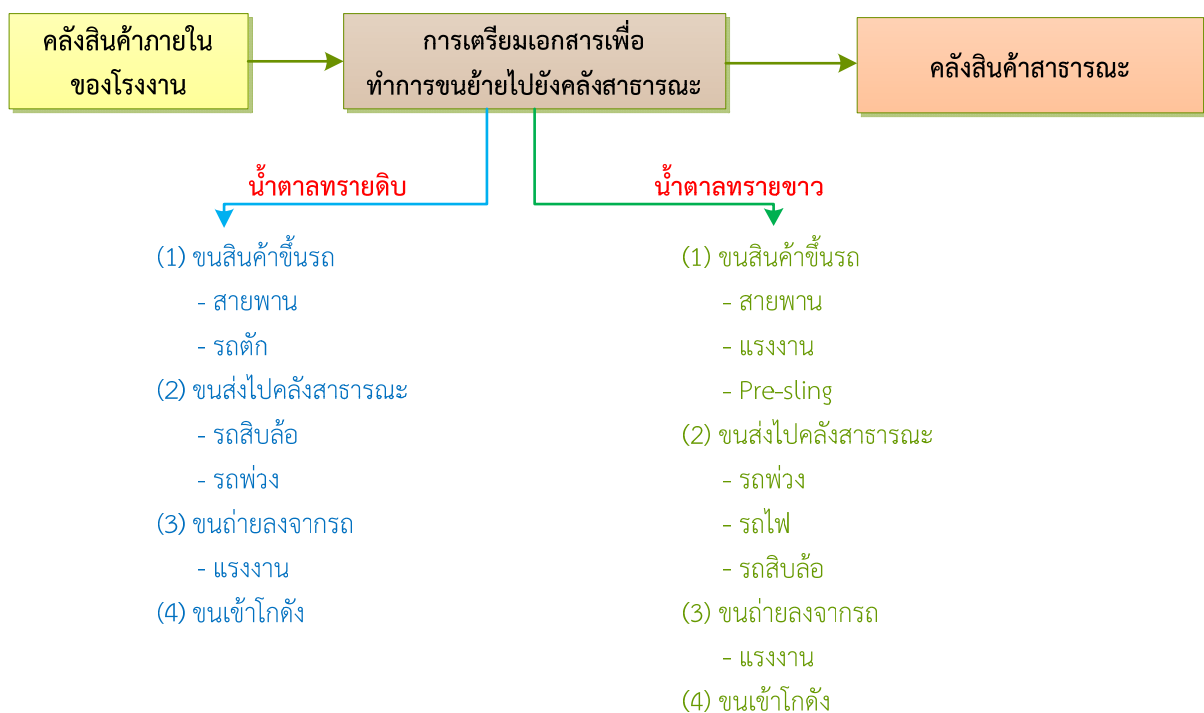 คลังสินค้าภายใน
ของโรงงาน
การเตรียมเอกสารเพื่อ
ทำการขนย้ายไปยังคลังสาธารณะ
คลังสินค้าสาธารณะ
น้ำตาลทรายดิบ
(1) ขนสินค้าขึ้นรถ
- สายพาน
- รถตัก
(2) ขนส่งไปคลังสาธารณะ
- รถสิบล้อ
- รถพ่วง
(3) ขนถ่ายลงจากรถ
- แรงงาน
(4) ขนเข้าโกดัง
น้ำตาลทรายขาว
(1) ขนสินค้าขึ้นรถ
- สายพาน
- แรงงาน
- Pre-sling
(2) ขนส่งไปคลังสาธารณะ
- รถพ่วง
- รถไฟ
- รถสิบล้อ
(3) ขนถ่ายลงจากรถ
- แรงงาน
(4) ขนเข้าโกดัง